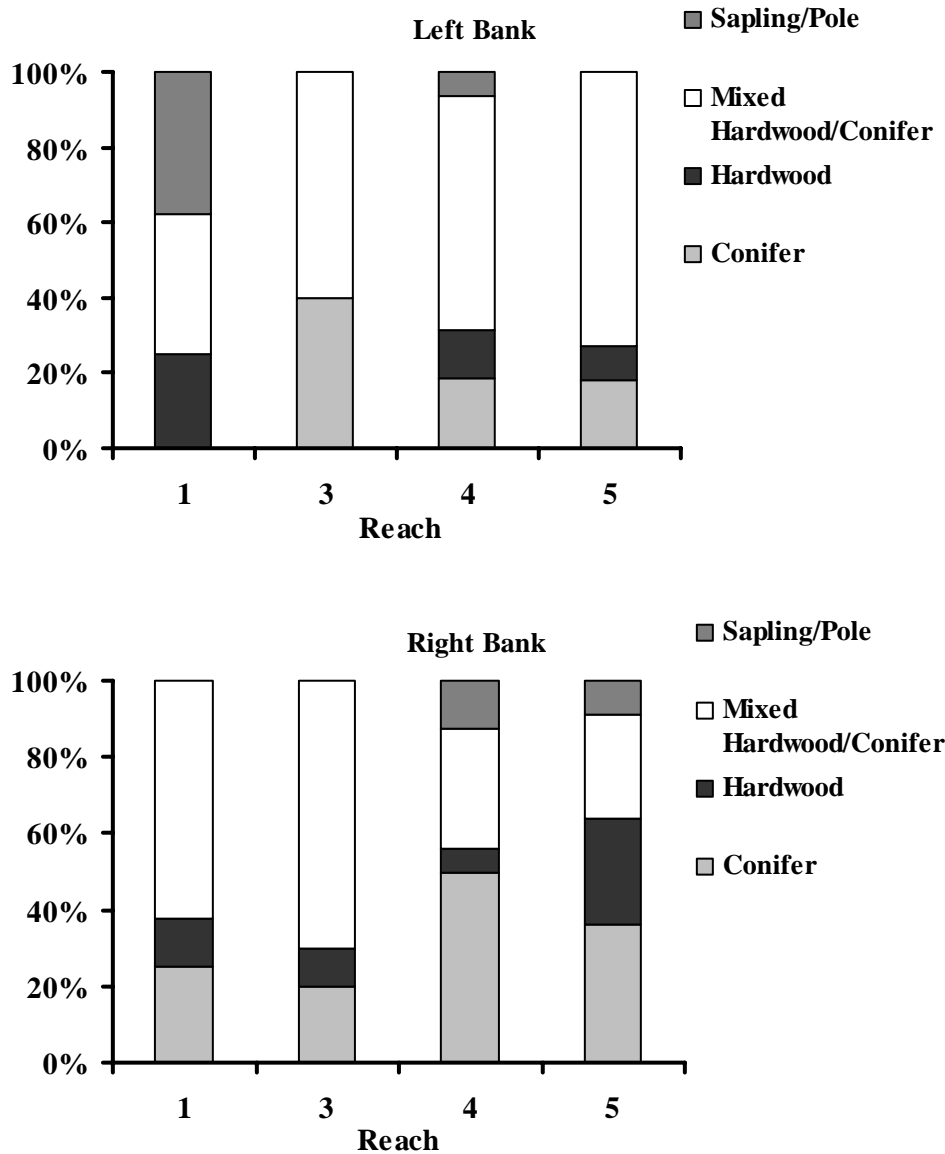 Left Bank
100%
80%
60%
40%
20%
0%
1 3 4 5
Reach
Sapling/Pole
Mixed
Hardwood/Conifer
Hardwood
Conifer
Right Bank
100%
80%
60%
40%
20%
0%
1 3 4 5
Reach
Sapling/Pole
Mixed
Hardwood/Conifer
Hardwood
Conifer